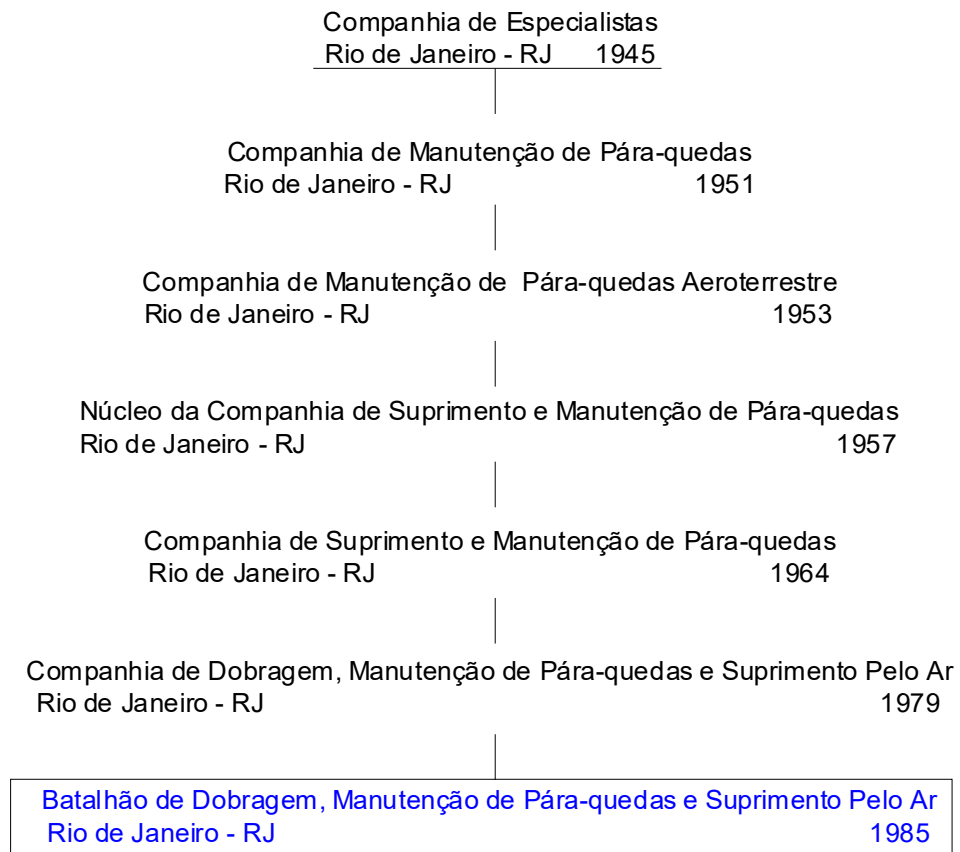 Companhia de Especialistas
Rio de Janeiro - RJ 1945
Companhia de Manutenção de Pára-quedas
Rio de Janeiro - RJ 1951
Companhia de Manutenção de Pára-quedas Aeroterrestre
Rio de Janeiro - RJ 1953
Núcleo da Companhia de Suprimento e Manutenção de Pára-quedas
Rio de Janeiro - RJ 1957
Companhia de Suprimento e Manutenção de Pára-quedas
Rio de Janeiro - RJ 1964
Companhia de Dobragem, Manutenção de Pára-quedas e Suprimento Pelo Ar
Rio de Janeiro - RJ 1979
Batalhão de Dobragem, Manutenção de Pára-quedas e Suprimento Pelo Ar
Rio de Janeiro - RJ 1985